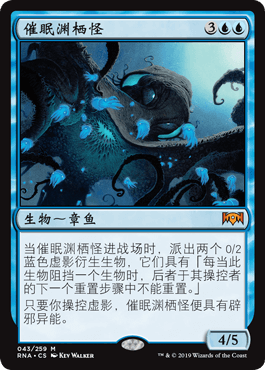 催眠渊栖怪 3
生物~章鱼
当催眠渊栖怪进战场时,派出两个 0/2
蓝色虚影衍生生物,它们具有「每当此
生物阻挡一个生物时,后者于其操控者
的下一个重置步骤中不能重置。」
只要你操控虚影,催眠渊栖怪便具有辟
邪异能。
4/5
043/259 M
RNA • CS KEY WALKER
™ & © 2019 Wizards of the Coast